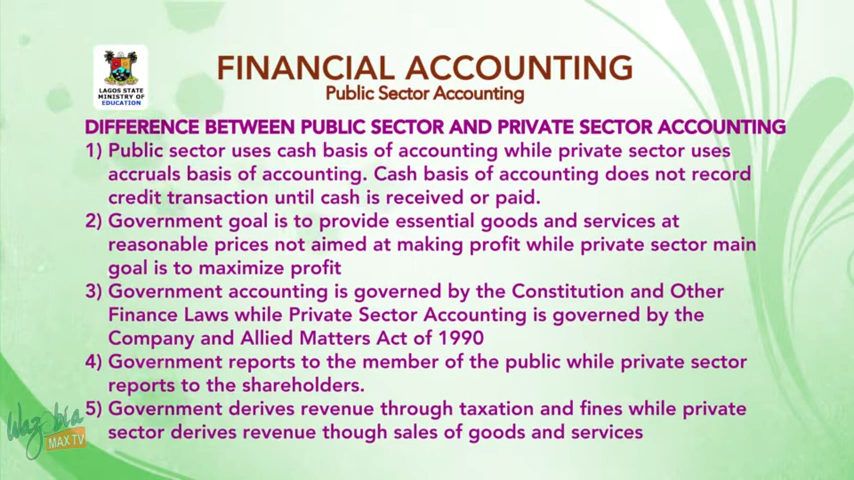 LAGOS STATE
MINISTRY OF
EDUCATION
FINANCIAL ACCOUNTING
Public Sector Accounting
DIFFERENCE BETWEEN PUBLIC SECTOR AND PRIVATE SECTOR ACCOUNTING
1) Public sector uses cash basis of accounting while private sector uses
accruals basis of accounting. Cash basis of accounting does not record
credit transaction until cash is received or paid.
2) Government goal is to provide essential goods and services at
reasonable prices not aimed at making profit while private sector main
goal is to maximize profit
3) Government accounting is governed by the Constitution and Other
Finance Laws while Private Sector Accounting is governed by the
Company and Allied Matters Act of 1990
4) Government reports to the member of the public while private sector
reports to the shareholders.
5) Government derives revenue through taxation and fines while private
sector derives revenue though sales of goods and services
Wazobia
MAX TV